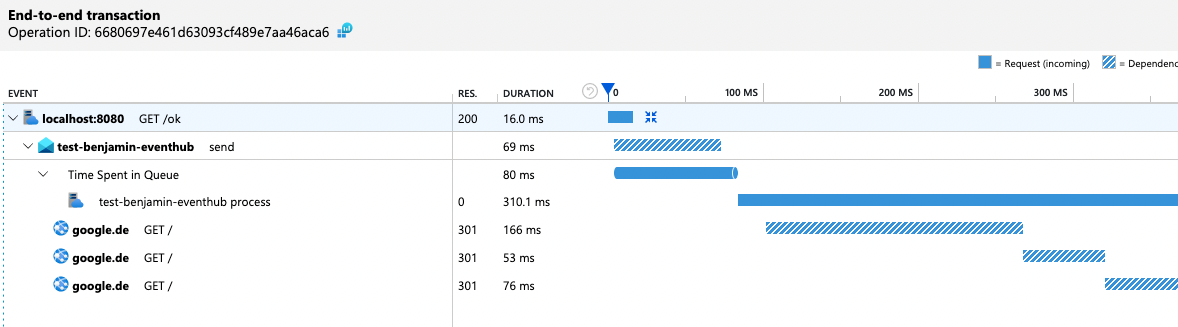 End-to-end transaction
Operation ID: 6680697e461d63093cf489e7aa46aca6
= Request (incoming) = Dependenc
EVENT RES. DURATION 0 100 MS 200 MS 300 MS
localhost:8080 GET /ok 200 16.0 ms
test-benjamin-eventhub send 69 ms
Time Spent in Queue 80 ms
test-benjamin-eventhub process 0 310.1 ms
google.de GET / 301 166 ms
google.de GET / 301 53 ms
google.de GET / 301 76 ms